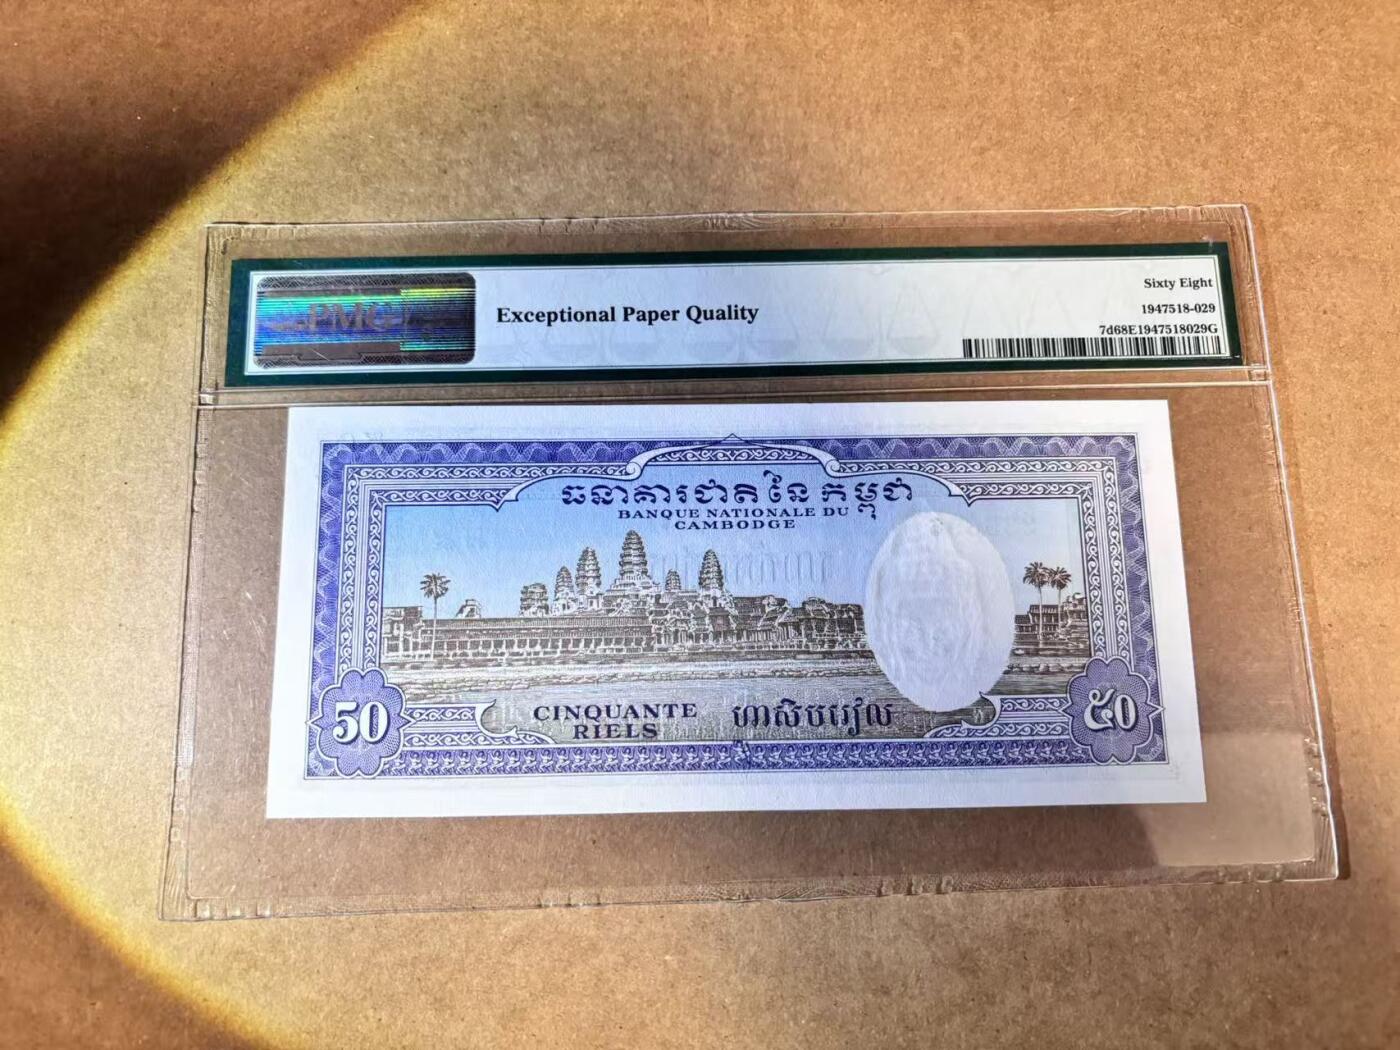 PMG
Exceptional Paper Quality
Sixty Eight
1947518-029
7d68E1947518029G
ធនាគារជាតិនៃកម្ពុជា
BANQUE NATIONALE DU
CAMBODGE
50
CINQUANTE
RIELS
ហាសិបរៀល
៥០